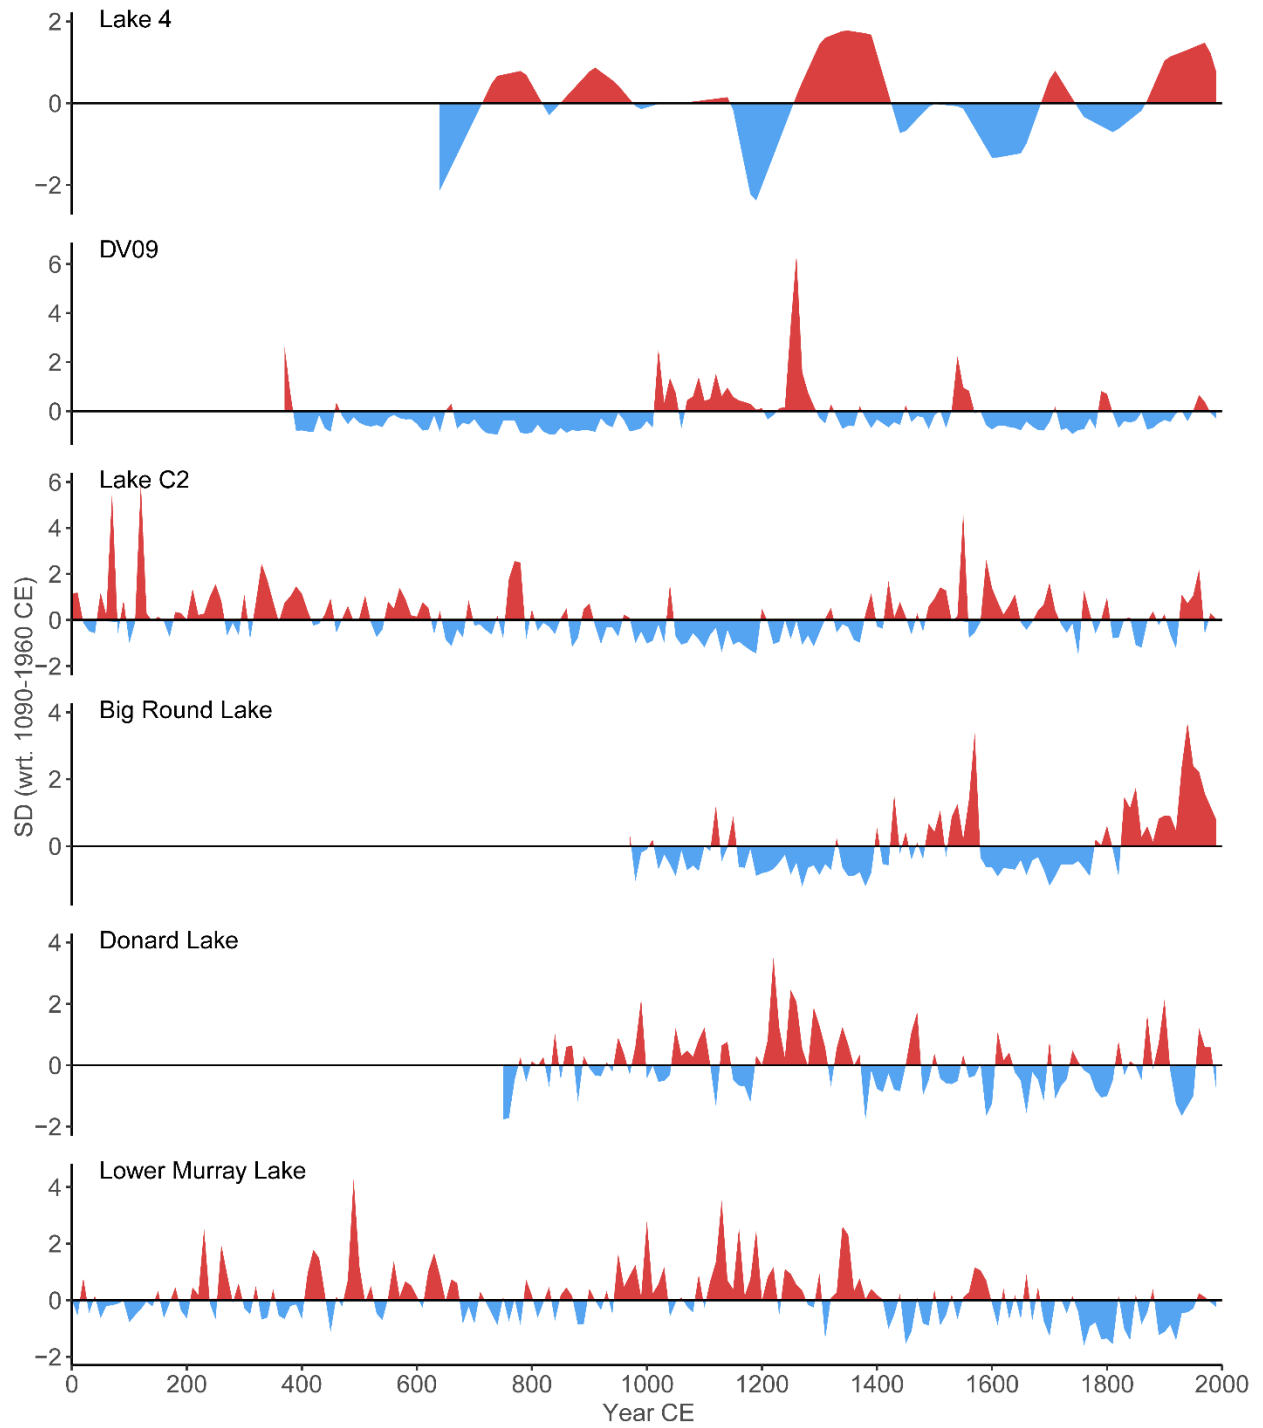 Lake 4
2
0
−2
DV09
6
4
2
0
Lake C2
6
4
2
0
−2
SD (wrt. 1090-1960 CE)
Big Round Lake
4
2
0
Donard Lake
4
2
0
−2
Lower Murray Lake
4
2
0
−2
0 200 400 600 800 1000 1200 1400 1600 1800 2000
Year CE